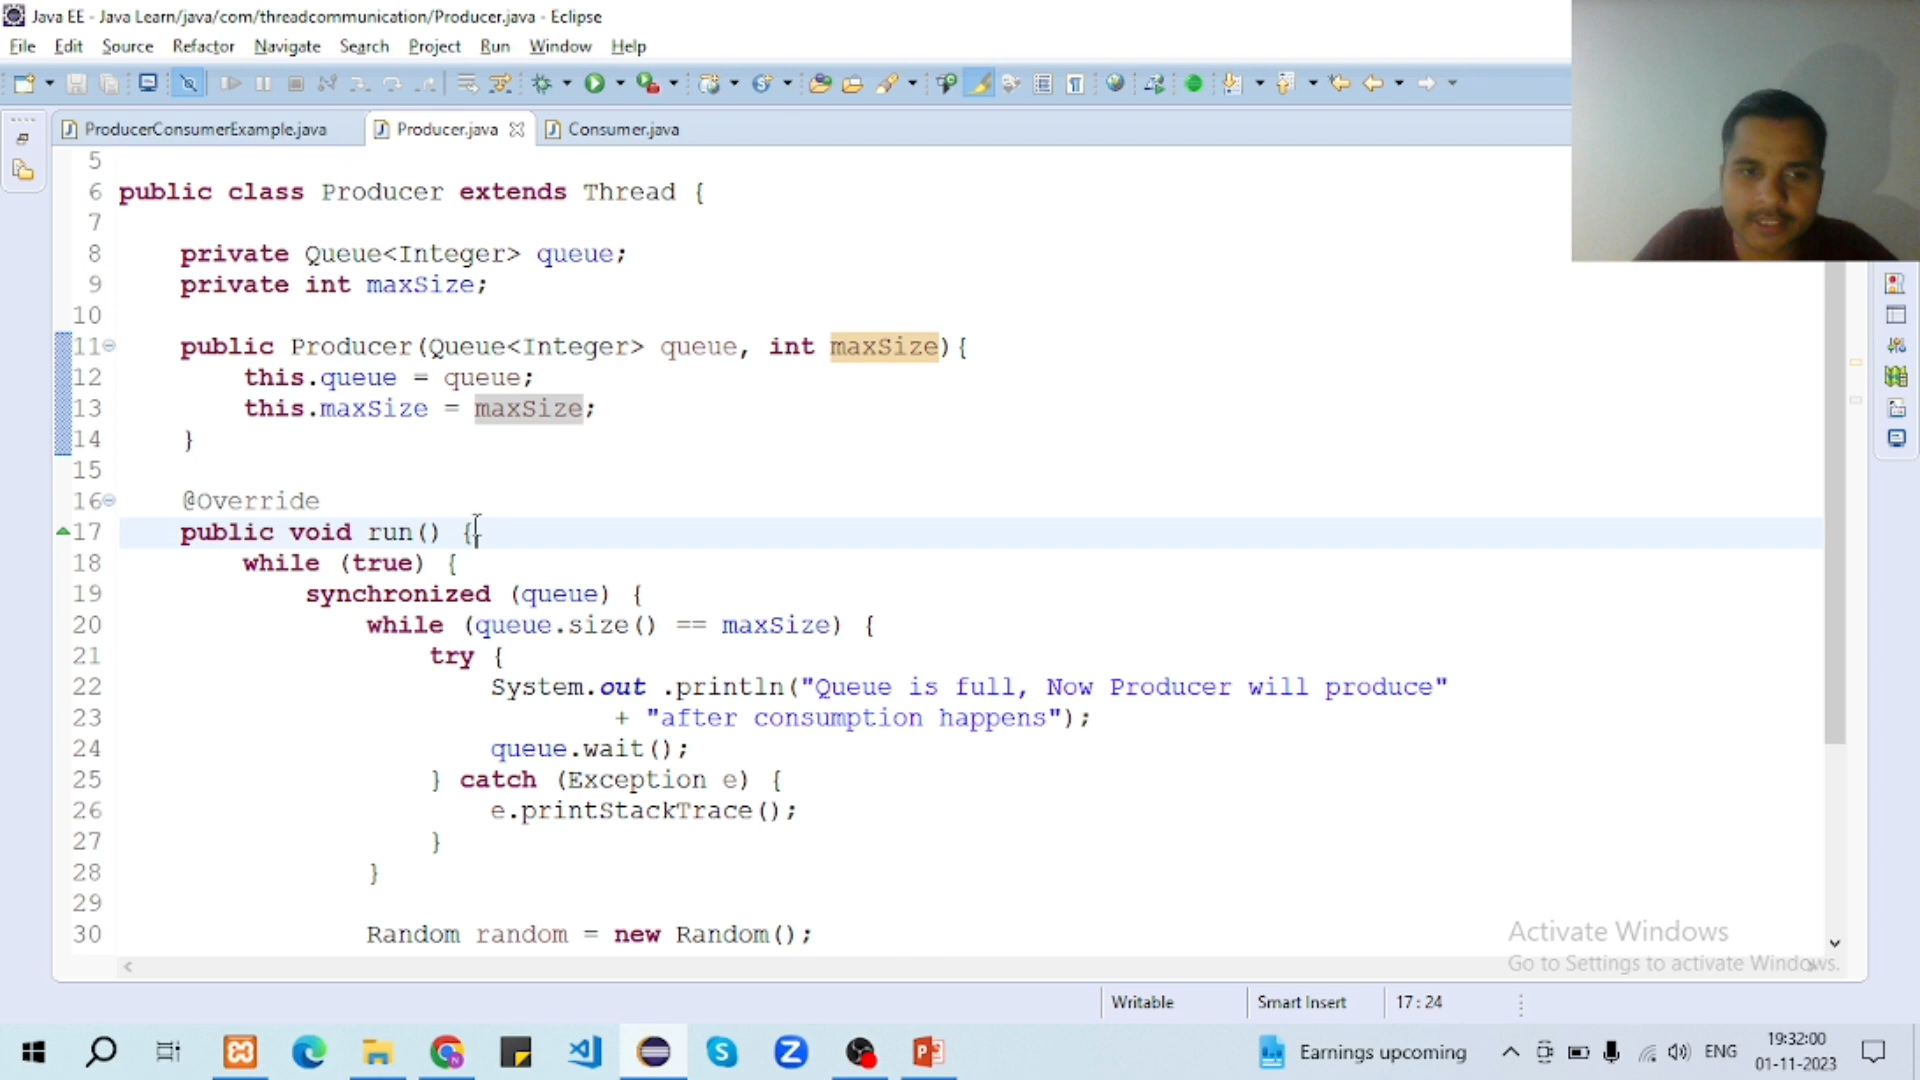 Java EE - Java Learn/java/com/threadcommunication/Producer.java - Eclipse
File Edit Source Refactor Navigate Search Project Run Window Help
ProducerConsumerExample.java Producer.java Consumer.java
5
6 public class Producer extends Thread {
7
8 private Queue<Integer> queue;
9 private int maxSize;
10
11 public Producer(Queue<Integer> queue, int maxSize){
12 this.queue = queue;
13 this.maxSize = maxSize;
14 }
15
16 @Override
17 public void run() {
18 while (true) {
19 synchronized (queue) {
20 while (queue.size() == maxSize) {
21 try {
22 System.out .println("Queue is full, Now Producer will produce"
23 + "after consumption happens");
24 queue.wait();
25 } catch (Exception e) {
26 e.printStackTrace();
27 }
28 }
29
30 Random random = new Random();
Activate Windows
Go to Settings to activate Windows.
Writable Smart Insert 17:24
Earnings upcoming ENG 19:32:00
01-11-2023